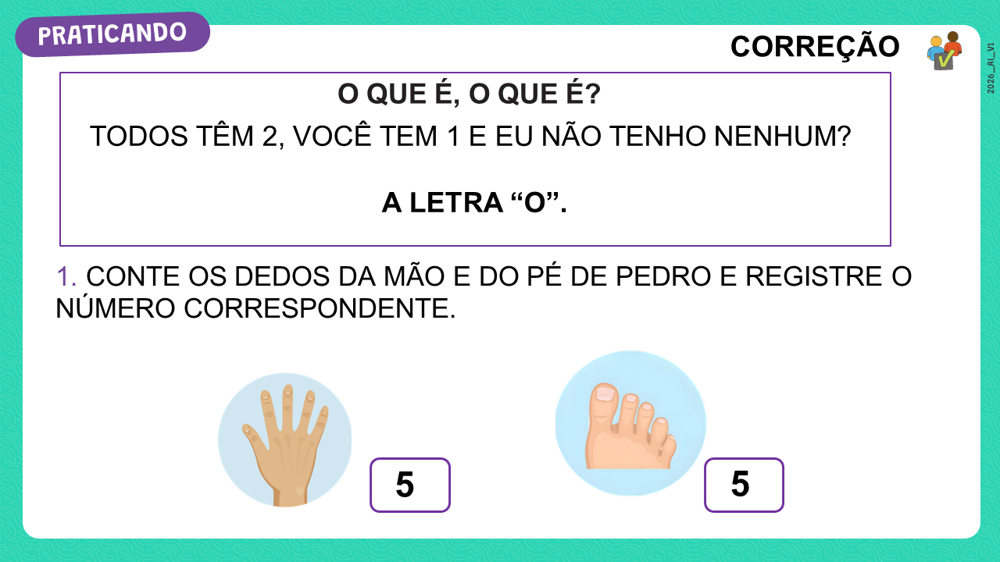 PRATICANDO
CORREÇÃO
2026_AI_V1
O QUE É, O QUE É?
TODOS TÊM 2, VOCÊ TEM 1 E EU NÃO TENHO NENHUM?
A LETRA “O”.
1. CONTE OS DEDOS DA MÃO E DO PÉ DE PEDRO E REGISTRE O
NÚMERO CORRESPONDENTE.
5
5